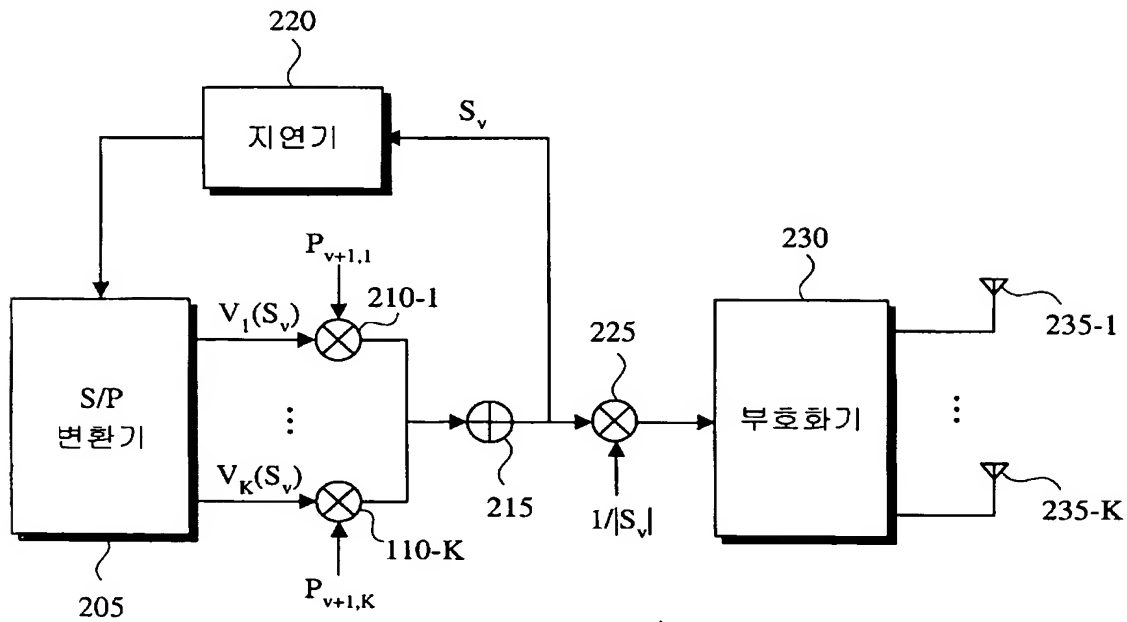 220
지연기
S_v
P_{v+1,1}
210-1
V_1(S_v)
S/P
변환기
⋮
V_K(S_v)
110-K
P_{v+1,K}
205
215
225
1/|S_v|
230
부호화기
235-1
⋮
235-K